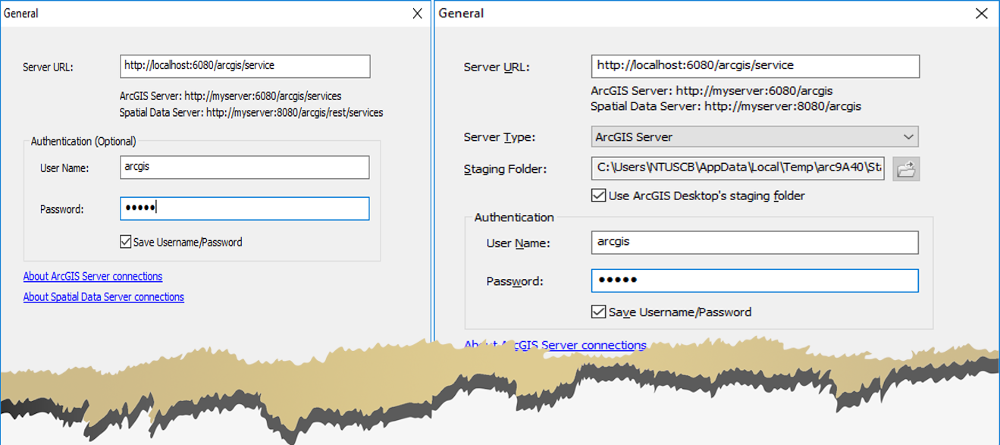 General
Server URL:
http://localhost:6080/arcgis/service
ArcGIS Server: http://myserver:6080/arcgis/services
Spatial Data Server: http://myserver:8080/arcgis/rest/services
Authentication (Optional)
User Name:
arcgis
Password:
•••••
Save Username/Password
About ArcGIS Server connections
About Spatial Data Server connections
General
Server URL:
http://localhost:6080/arcgis/service
ArcGIS Server: http://myserver:6080/arcgis
Spatial Data Server: http://myserver:8080/arcgis
Server Type:
ArcGIS Server
Staging Folder:
C:\Users\NTUSCB\AppData\Local\Temp\arc9A40\St
Use ArcGIS Desktop's staging folder
Authentication
User Name:
arcgis
Password:
•••••
Save Username/Password
About ArcGIS Server connections